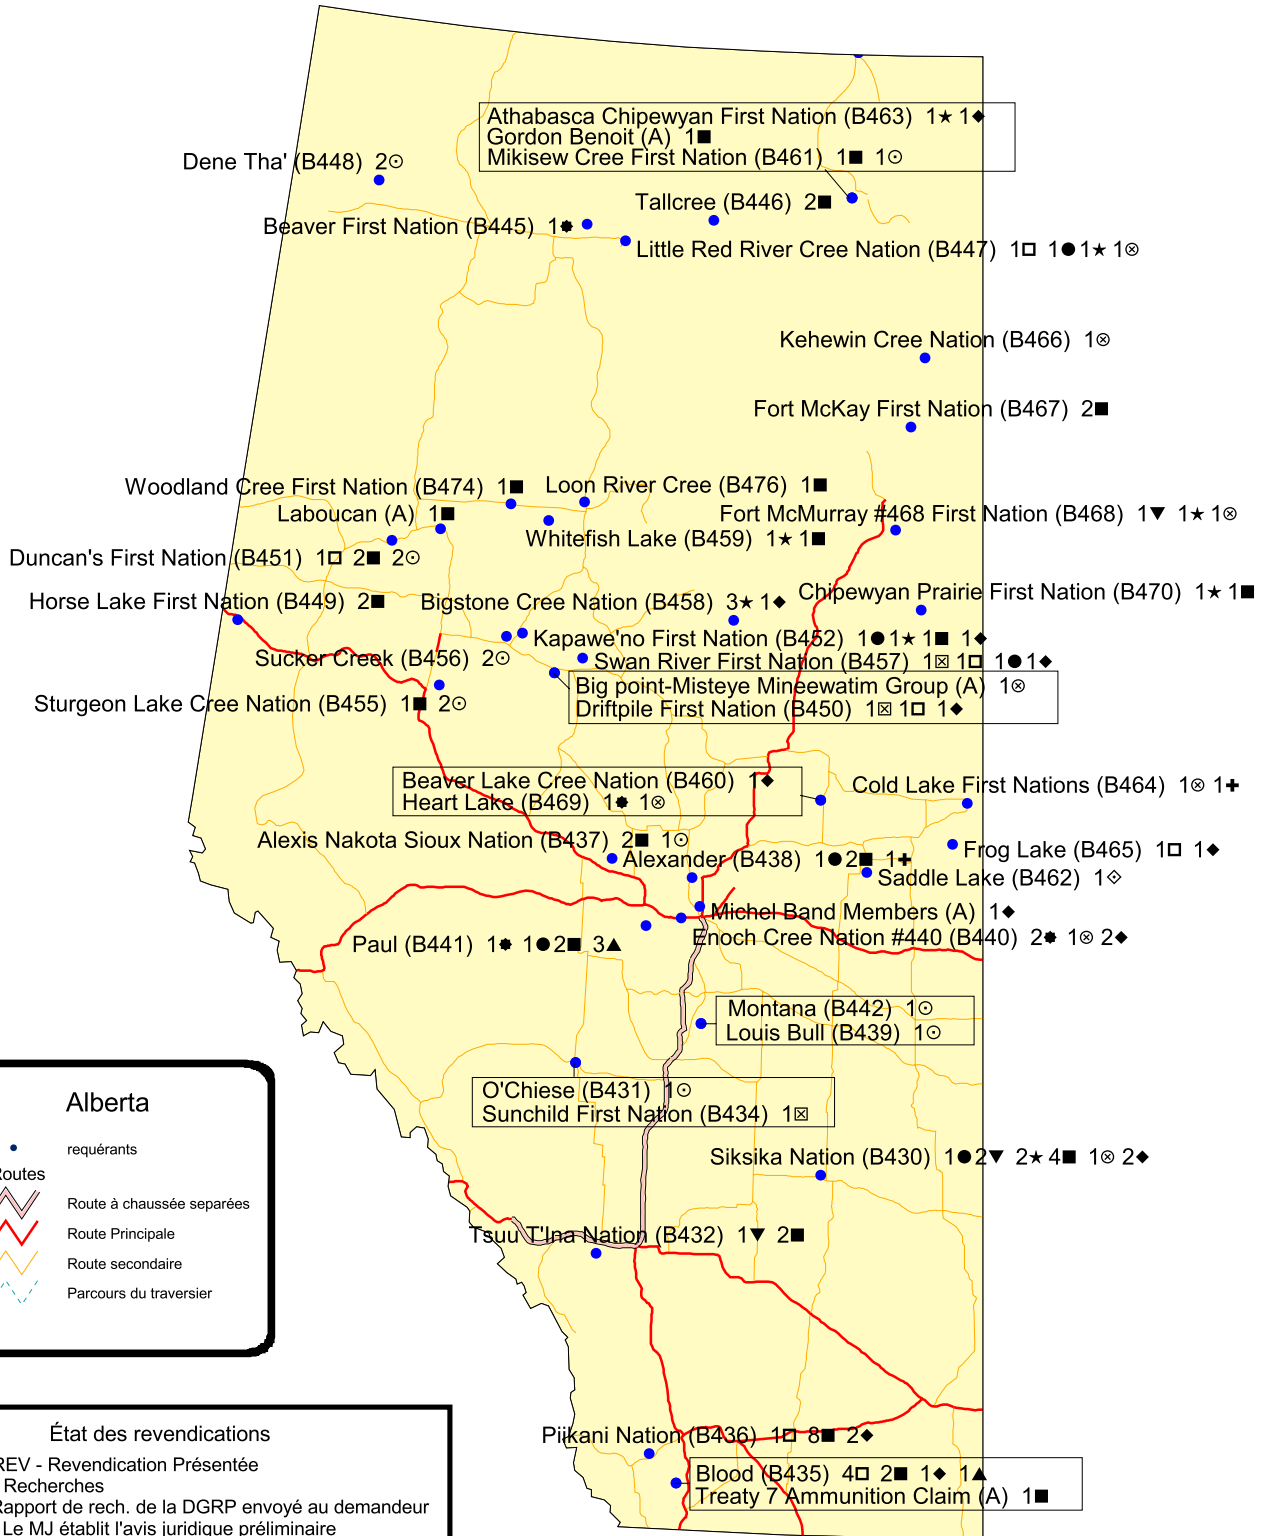 Athabasca Chipewyan First Nation (B463) 1★ 1◆
Gordon Benoit (A) 1■
Mikisew Cree First Nation (B461) 1■ 1⊙
Dene Tha' (B448) 2⊙
Tallcree (B446) 2■
Beaver First Nation (B445) 1✹
Little Red River Cree Nation (B447) 1□ 1● 1★ 1⊗
Kehewin Cree Nation (B466) 1⊗
Fort McKay First Nation (B467) 2■
Woodland Cree First Nation (B474) 1■
Loon River Cree (B476) 1■
Laboucan (A) 1■
Fort McMurray #468 First Nation (B468) 1▼ 1★ 1⊗
Whitefish Lake (B459) 1★ 1■
Duncan's First Nation (B451) 1□ 2■ 2⊙
Chipewyan Prairie First Nation (B470) 1★ 1■
Horse Lake First Nation (B449) 2■
Bigstone Cree Nation (B458) 3★ 1◆
Kapawe'no First Nation (B452) 1● 1★ 1■ 1◆
Sucker Creek (B456) 2⊙
Swan River First Nation (B457) 1☒ 1□ 1● 1◆
Big point-Misteye Mineewatim Group (A) 1⊗
Driftpile First Nation (B450) 1☒ 1□ 1◆
Sturgeon Lake Cree Nation (B455) 1■ 2⊙
Beaver Lake Cree Nation (B460) 1◆
Heart Lake (B469) 1✹ 1⊗
Cold Lake First Nations (B464) 1⊗ 1✚
Alexis Nakota Sioux Nation (B437) 2■ 1⊙
Alexander (B438) 1● 2■ 1✚
Frog Lake (B465) 1□ 1◆
Saddle Lake (B462) 1◇
Michel Band Members (A) 1◆
Enoch Cree Nation #440 (B440) 2✹ 1⊗ 2◆
Paul (B441) 1✹ 1● 2■ 3▲
Montana (B442) 1⊙
Louis Bull (B439) 1⊙
O'Chiese (B431) 1⊙
Sunchild First Nation (B434) 1☒
Siksika Nation (B430) 1● 2▼ 2★ 4■ 1⊗ 2◆
Tsuu T'Ina Nation (B432) 1▼ 2■
Piikani Nation (B436) 1□ 8■ 2◆
Blood (B435) 4□ 2■ 1◆ 1▲
Treaty 7 Ammunition Claim (A) 1■
Alberta
requérants
Routes
Route à chaussée separées
Route Principale
Route secondaire
Parcours du traversier
État des revendications
REV - Revendication Présentée
Recherches
Rapport de rech. de la DGRP envoyé au demandeur
Le MJ établit l'avis juridique préliminaire